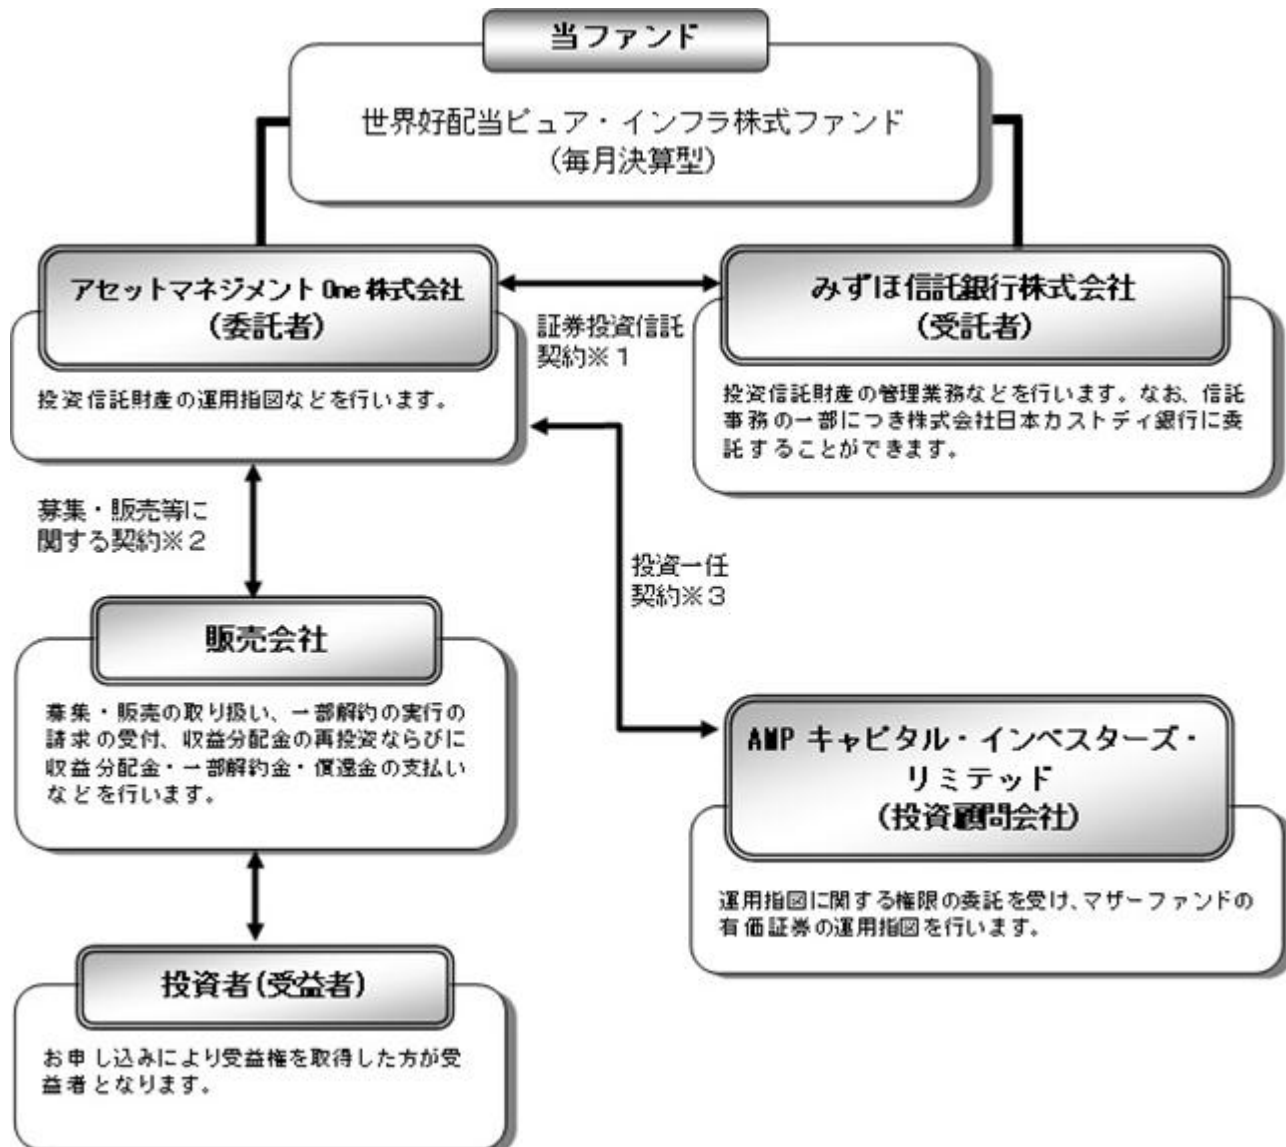 当ファンド
世界好配当ピュア・インフラ株式ファンド
(毎月決算型)
アセットマネジメントOne株式会社
(委託者)
投資信託財産の運用指図などを行います。
証券投資信託
契約※1
みずほ信託銀行株式会社
(受託者)
投資信託財産の管理業務などを行います。なお、信託
事務の一部につき株式会社日本カストディ銀行に委
託することができます。
募集・販売等に
関する契約※2
投資一任
契約※3
販売会社
募集・販売の取り扱い、一部解約の実行の
請求の受付、収益分配金の再投資ならびに
収益分配金・一部解約金・償還金の支払い
などを行います。
AMP キャピタル・インベスターズ・
リミテッド
(投資顧問会社)
運用指図に関する権限の委託を受け、マザーファンドの
有価証券の運用指図を行います。
投資者(受益者)
お申し込みにより受益権を取得した方が受
益者となります。